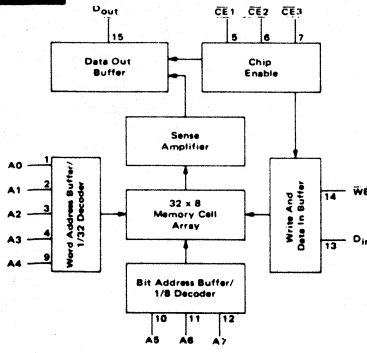 Dout
CE1 CE2 CE3
15
5 6 7
Data Out
Buffer
Chip
Enable
Sense
Amplifier
A0 1
A1 2
A2 3
A3 4
A4 9
Word Address Buffer/
1/32 Decoder
32 x 8
Memory Cell
Array
Write And
Data In Buffer
14 WE
13 Din
Bit Address Buffer/
1/8 Decoder
10 11 12
A5 A6 A7